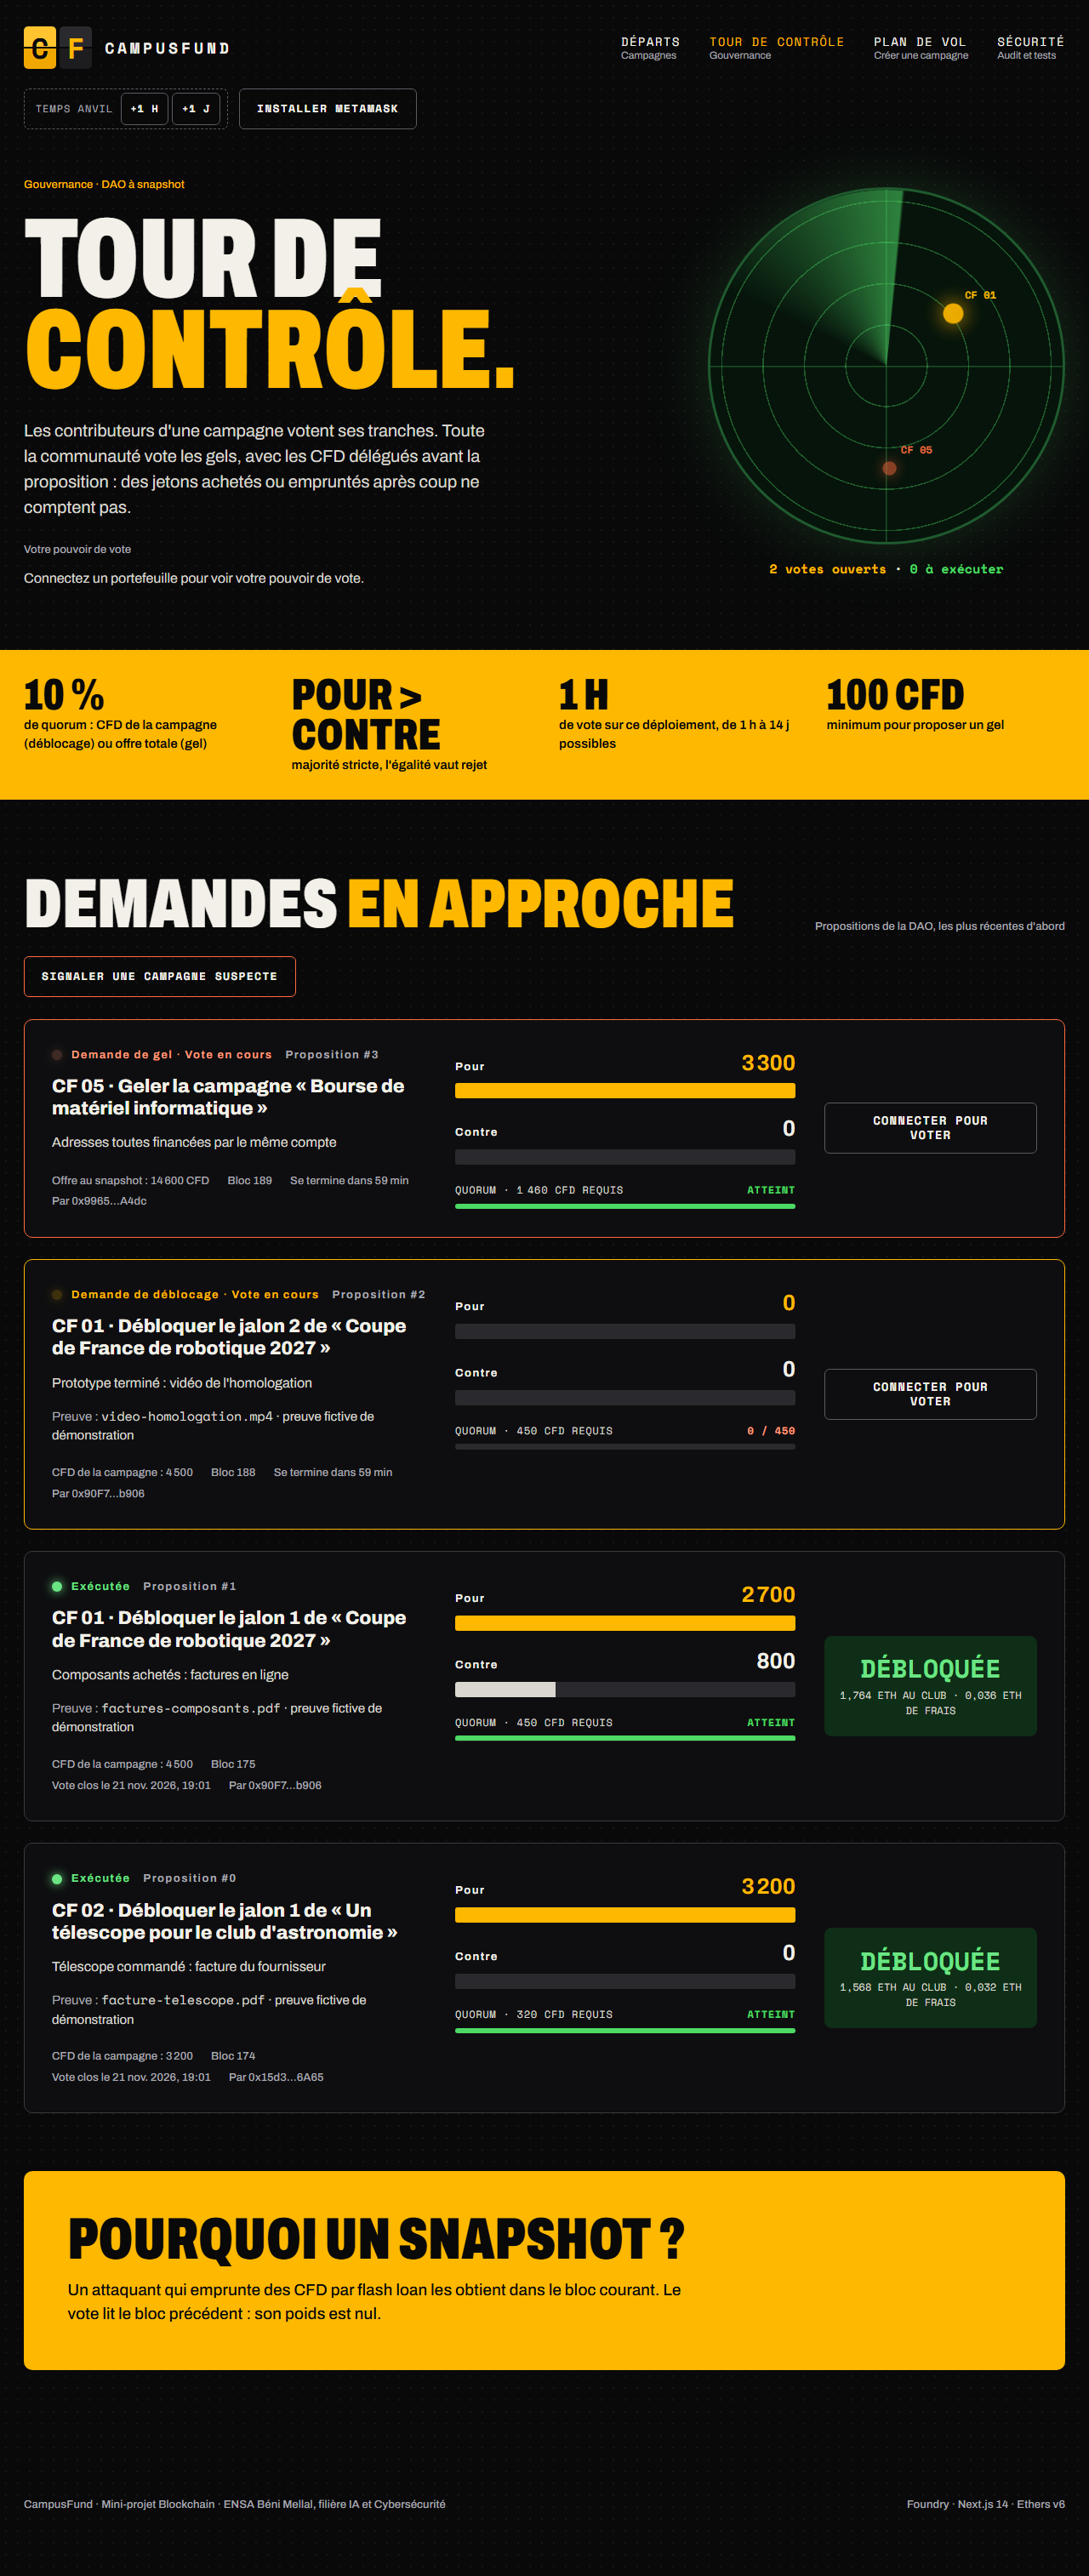 CF CAMPUSFUND
DÉPARTS
Campagnes
TOUR DE CONTRÔLE
Gouvernance
PLAN DE VOL
Créer une campagne
SÉCURITÉ
Audit et tests
TEMPS ANVIL +1 H +1 J
INSTALLER METAMASK
Gouvernance · DAO à snapshot
TOUR DE
CONTRÔLE.
Les contributeurs d'une campagne votent ses tranches. Toute
la communauté vote les gels, avec les CFD délégués avant la
proposition : des jetons achetés ou empruntés après coup ne
comptent pas.
Votre pouvoir de vote
Connectez un portefeuille pour voir votre pouvoir de vote.
CF 01
CF 05
2 votes ouverts · 0 à exécuter
10 %
de quorum : CFD de la campagne
(déblocage) ou offre totale (gel)
POUR >
CONTRE
majorité stricte, l'égalité vaut rejet
1 H
de vote sur ce déploiement, de 1 h à 14 j
possibles
100 CFD
minimum pour proposer un gel
DEMANDES EN APPROCHE
Propositions de la DAO, les plus récentes d'abord
SIGNALER UNE CAMPAGNE SUSPECTE
Demande de gel · Vote en cours Proposition #3
CF 05 · Geler la campagne « Bourse de
matériel informatique »
Adresses toutes financées par le même compte
Offre au snapshot : 14 600 CFD Bloc 189 Se termine dans 59 min
Par 0x9965…A4dc
Pour 3 300
Contre 0
QUORUM · 1 460 CFD REQUIS ATTEINT
CONNECTER POUR
VOTER
Demande de déblocage · Vote en cours Proposition #2
CF 01 · Débloquer le jalon 2 de « Coupe
de France de robotique 2027 »
Prototype terminé : vidéo de l'homologation
Preuve : video-homologation.mp4 · preuve fictive de
démonstration
CFD de la campagne : 4 500 Bloc 188 Se termine dans 59 min
Par 0x90F7…b906
Pour 0
Contre 0
QUORUM · 450 CFD REQUIS 0 / 450
CONNECTER POUR
VOTER
Exécutée Proposition #1
CF 01 · Débloquer le jalon 1 de « Coupe
de France de robotique 2027 »
Composants achetés : factures en ligne
Preuve : factures-composants.pdf · preuve fictive de
démonstration
CFD de la campagne : 4 500 Bloc 175
Vote clos le 21 nov. 2026, 19:01 Par 0x90F7…b906
Pour 2 700
Contre 800
QUORUM · 450 CFD REQUIS ATTEINT
DÉBLOQUÉE
1,764 ETH AU CLUB · 0,036 ETH
DE FRAIS
Exécutée Proposition #0
CF 02 · Débloquer le jalon 1 de « Un
télescope pour le club d'astronomie »
Télescope commandé : facture du fournisseur
Preuve : facture-telescope.pdf · preuve fictive de
démonstration
CFD de la campagne : 3 200 Bloc 174
Vote clos le 21 nov. 2026, 19:01 Par 0x15d3…6A65
Pour 3 200
Contre 0
QUORUM · 320 CFD REQUIS ATTEINT
DÉBLOQUÉE
1,568 ETH AU CLUB · 0,032 ETH
DE FRAIS
POURQUOI UN SNAPSHOT ?
Un attaquant qui emprunte des CFD par flash loan les obtient dans le bloc courant. Le
vote lit le bloc précédent : son poids est nul.
CampusFund · Mini-projet Blockchain · ENSA Béni Mellal, filière IA et Cybersécurité
Foundry · Next.js 14 · Ethers v6